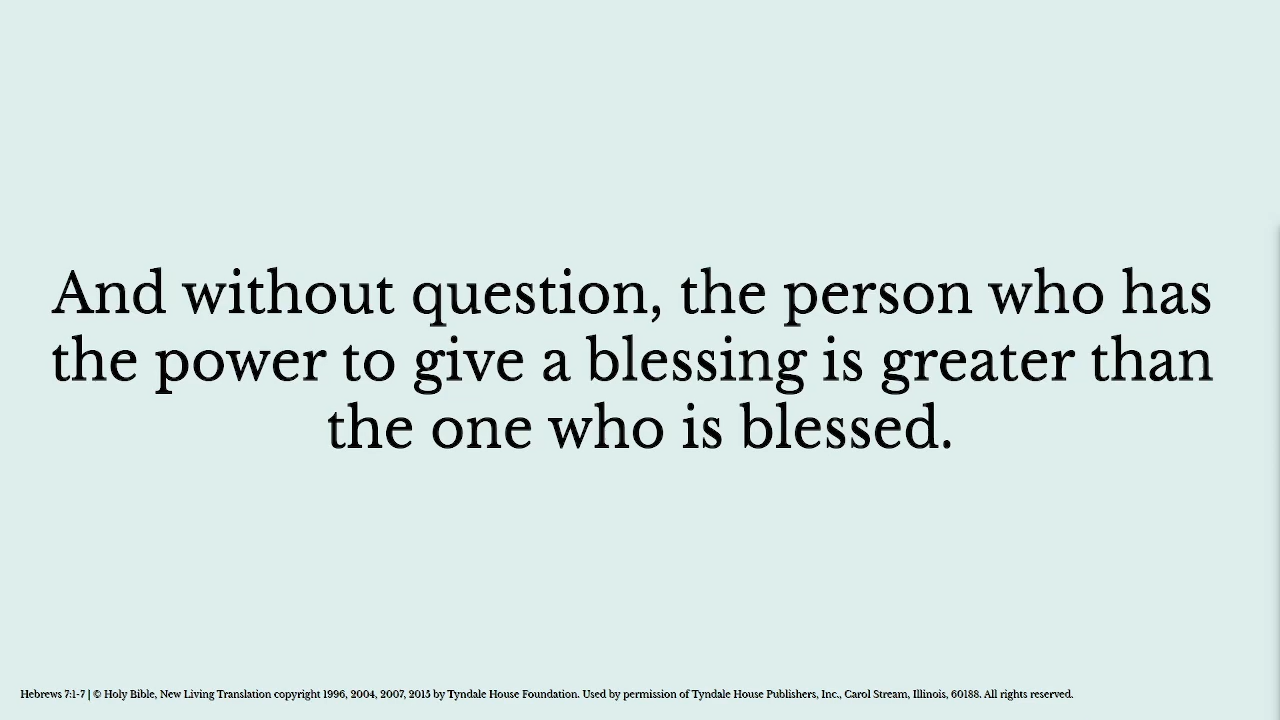 And without question, the person who has
the power to give a blessing is greater than
the one who is blessed.
Hebrews 7:1-7 | © Holy Bible, New Living Translation copyright 1996, 2004, 2007, 2015 by Tyndale House Foundation. Used by permission of Tyndale House Publishers, Inc., Carol Stream, Illinois, 60188. All rights reserved.